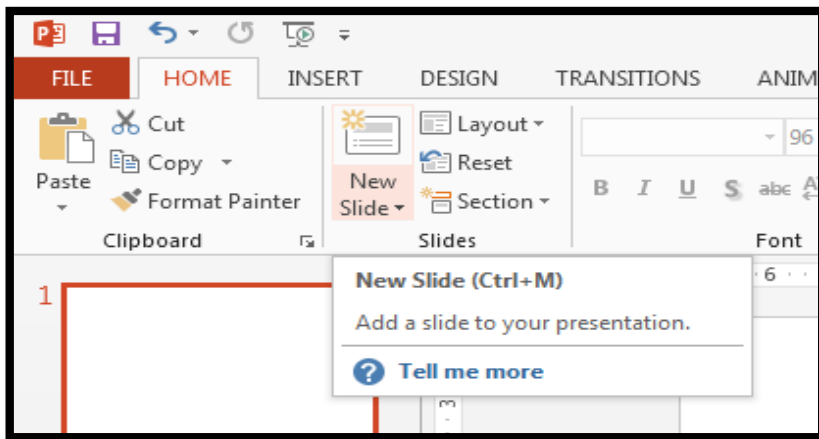 FILE HOME INSERT DESIGN TRANSITIONS ANIM
Cut
Copy
Format Painter
Paste
Clipboard
New
Slide
Layout
Reset
Section
Slides
96
B I U S abc
Font
1
New Slide (Ctrl+M)
Add a slide to your presentation.
? Tell me more
6
3